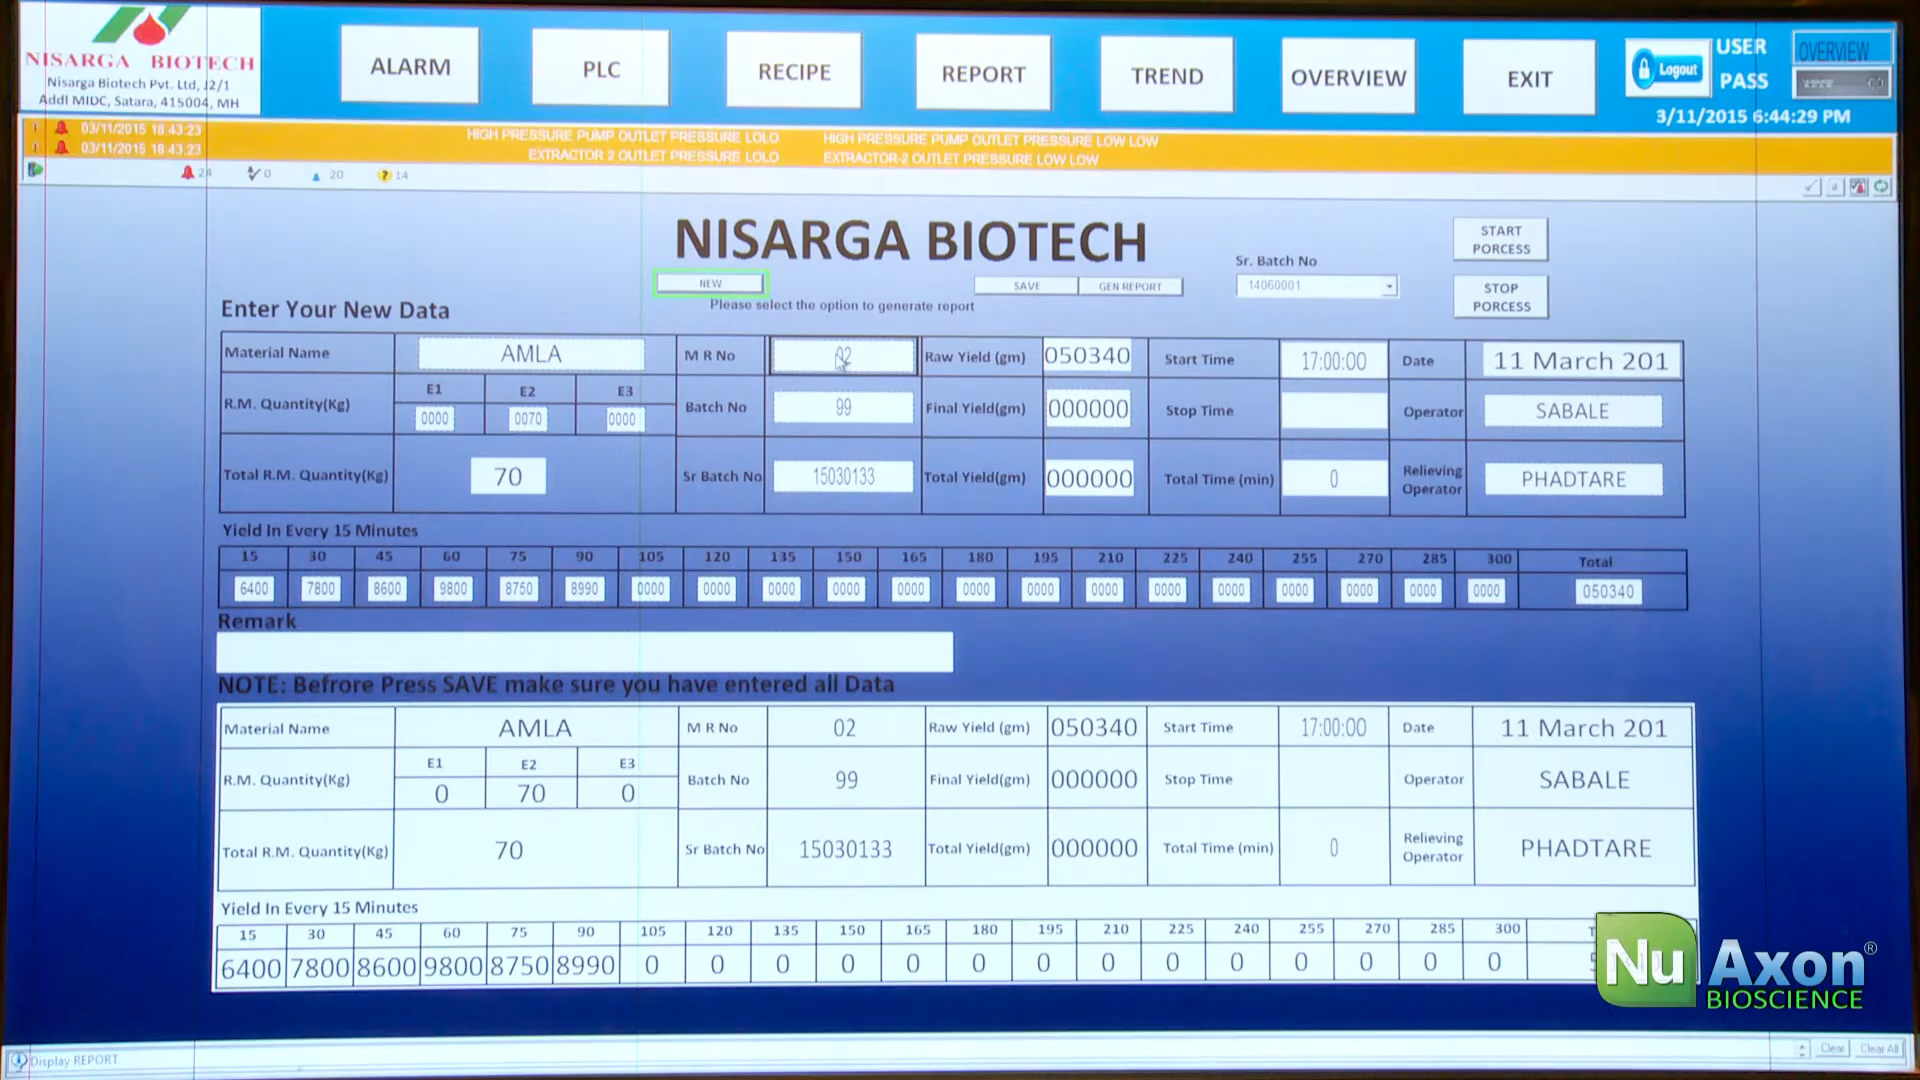 NISARGA BIOTECH
Nisarga Biotech Pvt. Ltd, J2/1
Addl MIDC, Satara, 415004, MH
ALARM
PLC
RECIPE
REPORT
TREND
OVERVIEW
EXIT
Logout
USER
PASS
OVERVIEW
3/11/2015 6:44:29 PM
03/11/2015 18:43:23 HIGH PRESSURE PUMP OUTLET PRESSURE LOLO HIGH PRESSURE PUMP OUTLET PRESSURE LOW LOW
03/11/2015 18:43:23 EXTRACTOR 2 OUTLET PRESSURE LOLO EXTRACTOR-2 OUTLET PRESSURE LOW LOW
24 0 20 14
NISARGA BIOTECH
START PORCESS
STOP PORCESS
Sr. Batch No
14060001
NEW SAVE GEN REPORT
Please select the option to generate report
Enter Your New Data
Material Name AMLA M R No 02 Raw Yield (gm) 050340 Start Time 17:00:00 Date 11 March 201
R.M. Quantity(Kg) E1 E2 E3 Batch No 99 Final Yield(gm) 000000 Stop Time Operator SABALE
0000 0070 0000
Total R.M. Quantity(Kg) 70 Sr Batch No 15030133 Total Yield(gm) 000000 Total Time (min) 0 Relieving Operator PHADTARE
Yield In Every 15 Minutes
15 30 45 60 75 90 105 120 135 150 165 180 195 210 225 240 255 270 285 300 Total
6400 7800 8600 9800 8750 8990 0000 0000 0000 0000 0000 0000 0000 0000 0000 0000 0000 0000 0000 0000 050340
Remark
NOTE: Befrore Press SAVE make sure you have entered all Data
Material Name AMLA M R No 02 Raw Yield (gm) 050340 Start Time 17:00:00 Date 11 March 201
R.M. Quantity(Kg) E1 E2 E3 Batch No 99 Final Yield(gm) 000000 Stop Time Operator SABALE
0 70 0
Total R.M. Quantity(Kg) 70 Sr Batch No 15030133 Total Yield(gm) 000000 Total Time (min) 0 Relieving Operator PHADTARE
Yield In Every 15 Minutes
15 30 45 60 75 90 105 120 135 150 165 180 195 210 225 240 255 270 285 300
6400 7800 8600 9800 8750 8990 0 0 0 0 0 0 0 0 0 0 0 0 0 0
Nu Axon®
BIOSCIENCE
Display REPORT
Clear Clear All